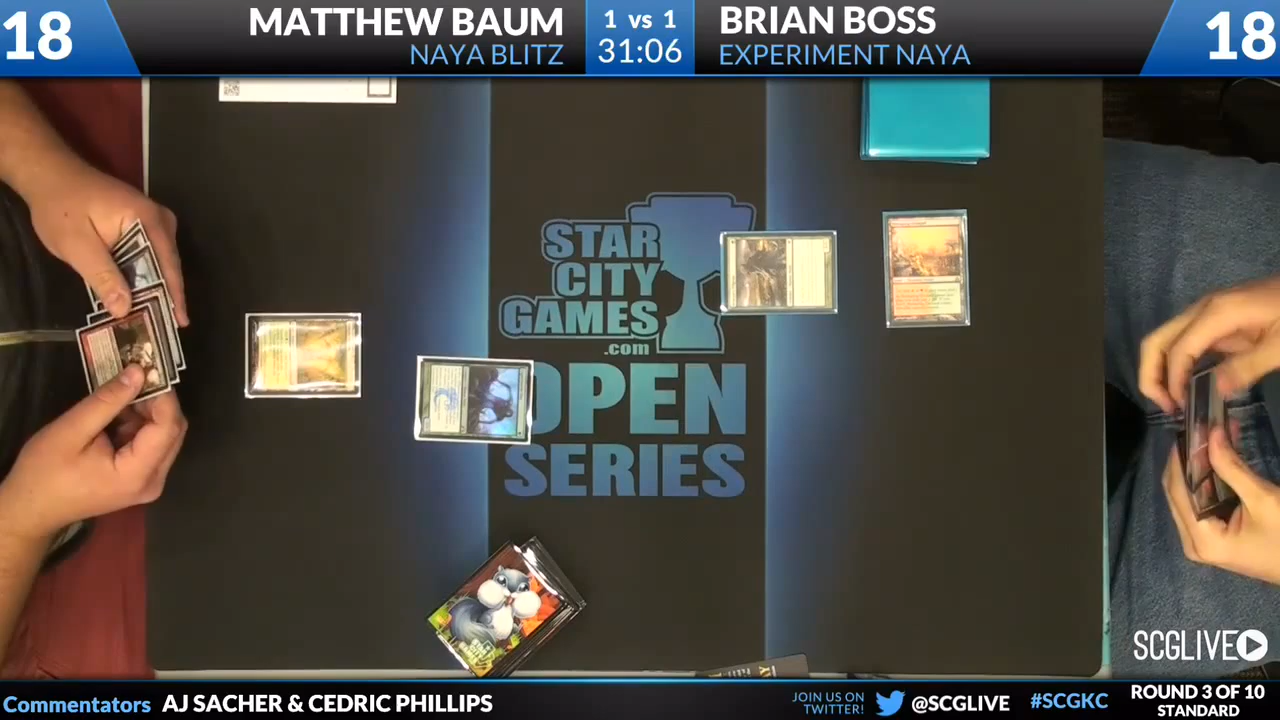 18
MATTHEW BAUM
NAYA BLITZ
1 vs 1
31:06
BRIAN BOSS
EXPERIMENT NAYA
18
STAR
CITY
GAMES
.com
OPEN
SERIES
SCGLIVE
Commentators AJ SACHER & CEDRIC PHILLIPS
JOIN US ON
TWITTER!
@SCGLIVE
#SCGKC
ROUND 3 OF 10
STANDARD